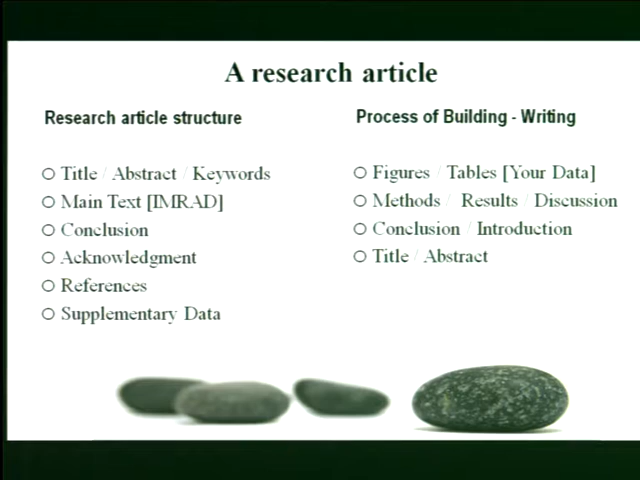 A research article
Research article structure
Title / Abstract / Keywords
Main Text [IMRAD]
Conclusion
Acknowledgment
References
Supplementary Data
Process of Building - Writing
Figures / Tables [Your Data]
Methods / Results / Discussion
Conclusion / Introduction
Title / Abstract